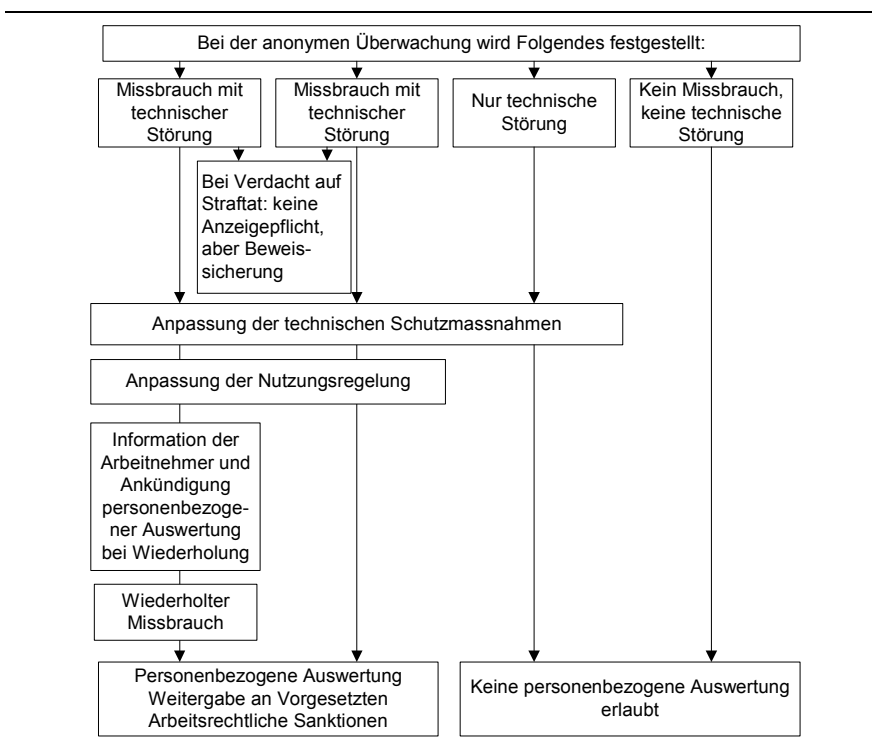 Bei der anonymen Überwachung wird Folgendes festgestellt:
Missbrauch mit
technischer
Störung
Missbrauch mit
technischer
Störung
Nur technische
Störung
Kein Missbrauch,
keine technische
Störung
Bei Verdacht auf
Straftat: keine
Anzeigepflicht,
aber Beweis-
sicherung
Anpassung der technischen Schutzmassnahmen
Anpassung der Nutzungsregelung
Information der
Arbeitnehmer und
Ankündigung
personenbezoge-
ner Auswertung
bei Wiederholung
Wiederholter
Missbrauch
Personenbezogene Auswertung
Weitergabe an Vorgesetzten
Arbeitsrechtliche Sanktionen
Keine personenbezogene Auswertung
erlaubt